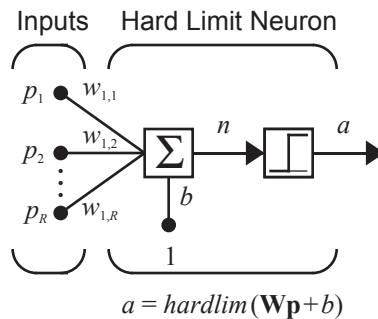 Inputs Hard Limit Neuron
p1 w1,1
p2 w1,2 Σ n a
pR w1,R b
1
a = hardlim(Wp+b)